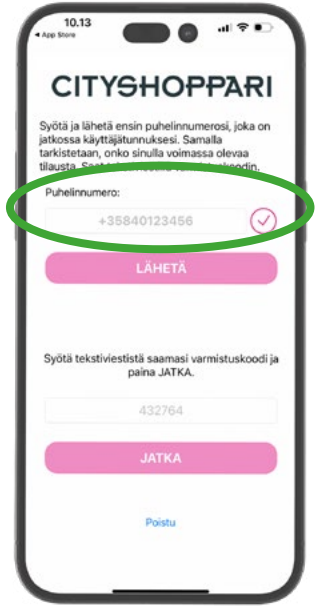 10.13
App Store
CITYSHOPPARI
Syötä ja lähetä ensin puhelinnumerosi, joka on
jatkossa käyttäjätunnuksesi. Samalla
tarkistetaan, onko sinulla voimassa olevaa
tilausta.
Puhelinnumero:
+35840123456
LÄHETÄ
Syötä tekstiviestistä saamasi varmistuskoodi ja
paina JATKA.
432764
JATKA
Poistu